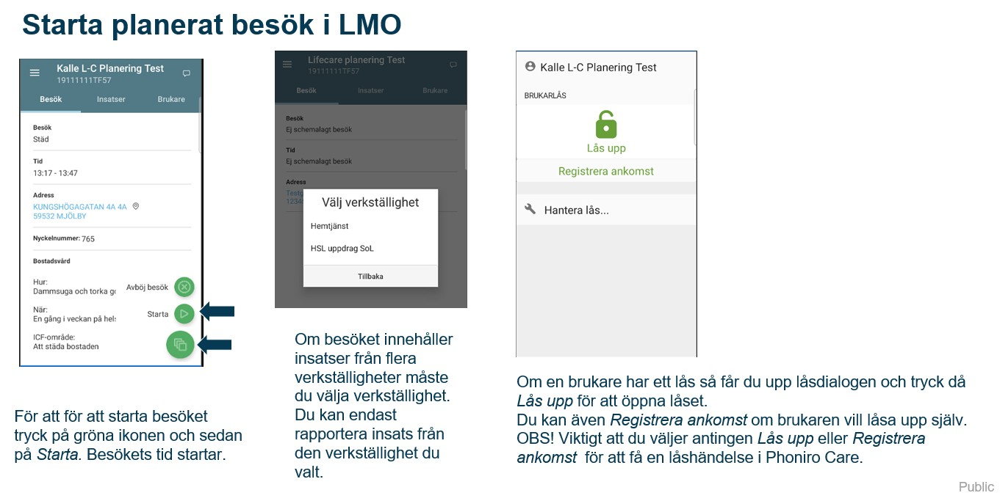 Starta planerat besök i LMO
Kalle L-C Planering Test
19111111TF57
Besök Insatser Brukare
Besök
Städ
Tid
13:17 - 13:47
Adress
KUNGSHÖGAGATAN 4A 4A
59532 MJÖLBY
Nyckelnummer: 765
Bostadsvård
Hur:
Dammsuga och torka
Avböj besök
När:
En gång i veckan på
Starta
ICF-område:
Att städa bostaden
För att för att starta besöket
tryck på gröna ikonen och sedan
på Starta. Besökets tid startar.
Lifecare planering Test
19111111TF57
Besök Insatser Brukare
Besök
Ej schemalagt besök
Tid
Ej schemalagt besök
Adress
Välj verkställighet
Hemtjänst
HSL uppdrag SoL
Tillbaka
Om besöket innehåller
insatser från flera
verkställigheter måste
du välja verkställighet.
Du kan endast
rapportera insats från
den verkställighet du
valt.
Kalle L-C Planering Test
BRUKARLÅS
Lås upp
Registrera ankomst
Hantera lås...
Om en brukare har ett lås så får du upp låsdialogen och tryck då
Lås upp för att öppna låset.
Du kan även Registrera ankomst om brukaren vill låsa upp själv.
OBS! Viktigt att du väljer antingen Lås upp eller Registrera
ankomst för att få en låshändelse i Phoniro Care.
Public